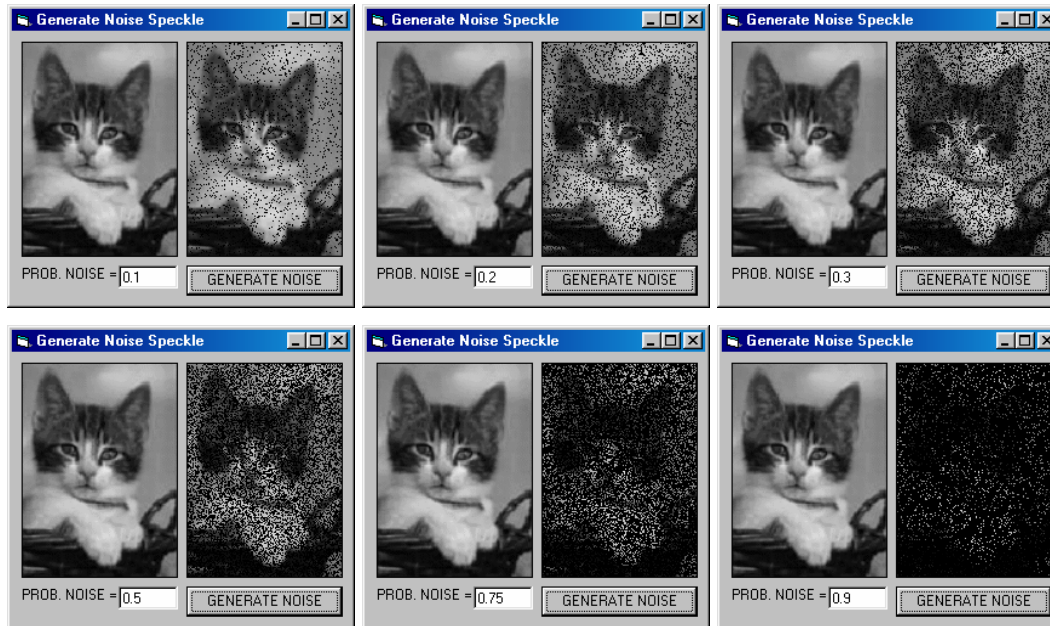 Generate Noise Speckle
PROB. NOISE = 0.1
GENERATE NOISE
Generate Noise Speckle
PROB. NOISE = 0.2
GENERATE NOISE
Generate Noise Speckle
PROB. NOISE = 0.3
GENERATE NOISE
Generate Noise Speckle
PROB. NOISE = 0.5
GENERATE NOISE
Generate Noise Speckle
PROB. NOISE = 0.75
GENERATE NOISE
Generate Noise Speckle
PROB. NOISE = 0.9
GENERATE NOISE